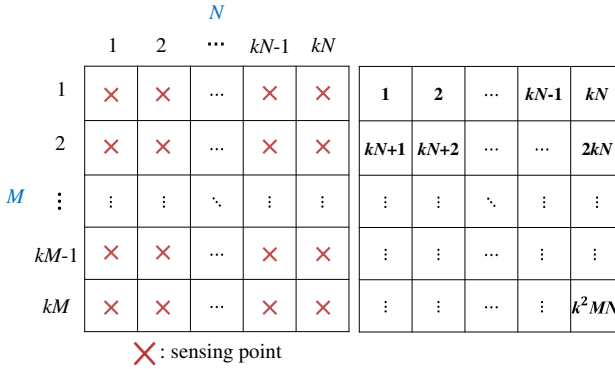 N
1 2 ⋯ kN-1 kN
1 ⋯ 1 2 ⋯ kN-1 kN
2 ⋯ kN+1 kN+2 ⋯ ⋯ 2kN
M ⋮ ⋮ ⋮ ⋱ ⋮ ⋮ ⋮ ⋮ ⋱ ⋮ ⋮
kM-1 ⋯ ⋮ ⋮ ⋯ ⋮ ⋮
kM ⋯ ⋮ ⋮ ⋯ ⋮ k²MN
: sensing point